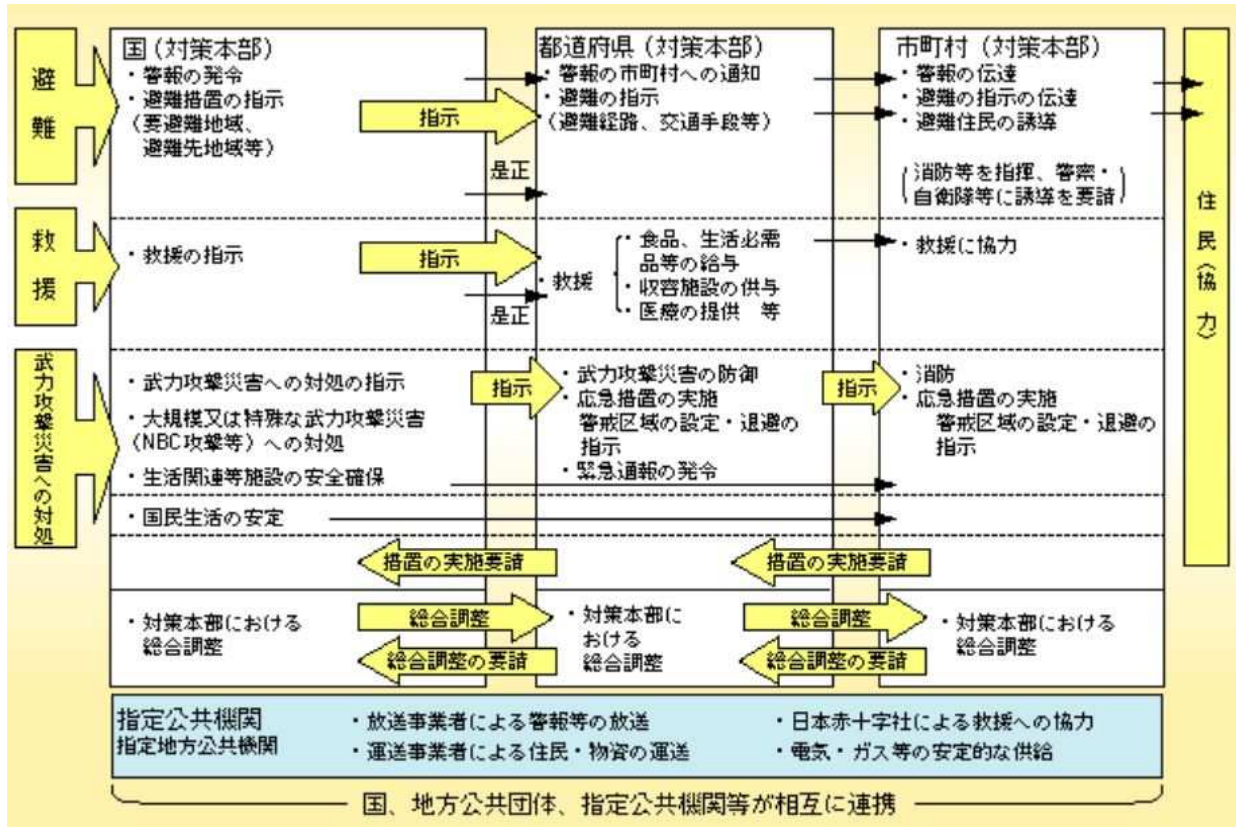 避難
国（対策本部）
・警報の発令
・避難措置の指示
（要避難地域、
避難先地域等）
指示
是正
都道府県（対策本部）
・警報の市町村への通知
・避難の指示
（避難経路、交通手段等）
市町村（対策本部）
・警報の伝達
・避難の指示の伝達
・避難住民の誘導
（消防等を指揮、警察・
自衛隊等に誘導を要請）
住民（協力）
救援
・救援の指示
指示
是正
・救援
・食品、生活必需
品等の給与
・収容施設の供与
・医療の提供　等
・救援に協力
武力攻撃災害への対処
・武力攻撃災害への対処の指示
・大規模又は特殊な武力攻撃災害
（NBC攻撃等）への対処
・生活関連等施設の安全確保
指示
・武力攻撃災害の防御
・応急措置の実施
警戒区域の設定・退避の
指示
・緊急通報の発令
指示
・消防
・応急措置の実施
警戒区域の設定・退避の
指示
・国民生活の安定
措置の実施要請
措置の実施要請
・対策本部における
総合調整
総合調整
総合調整の要請
・対策本部に
おける
総合調整
総合調整
総合調整の要請
・対策本部における
総合調整
指定公共機関
指定地方公共機関
・放送事業者による警報等の放送
・運送事業者による住民・物資の運送
・日本赤十字社による救援への協力
・電気・ガス等の安定的な供給
国、地方公共団体、指定公共機関等が相互に連携